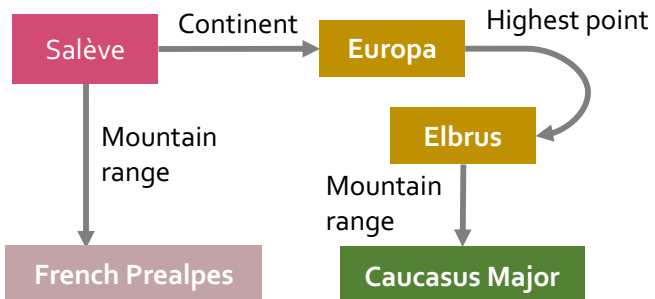 Highest point
Continent
Salève
Europa
Elbrus
Mountain
range
Mountain
range
French Prealpes
Caucasus Major